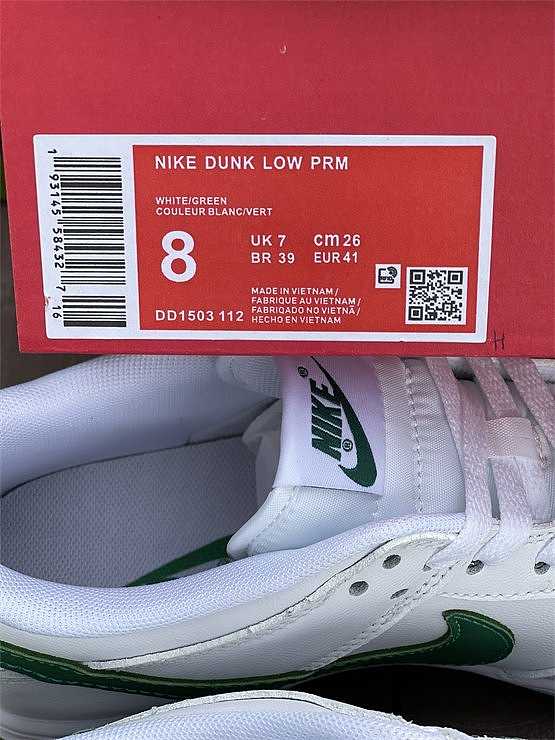 NIKE DUNK LOW PRM
WHITE/GREEN
COULEUR BLANC/VERT
8
UK 7 cm 26
BR 39 EUR 41
MADE IN VIETNAM /
FABRIQUE AU VIETNAM /
FABRIQADO NO VIETNÃ /
HECHO EN VIETNAM
DD1503 112
1 93145 58432 7 16
H
NIKE